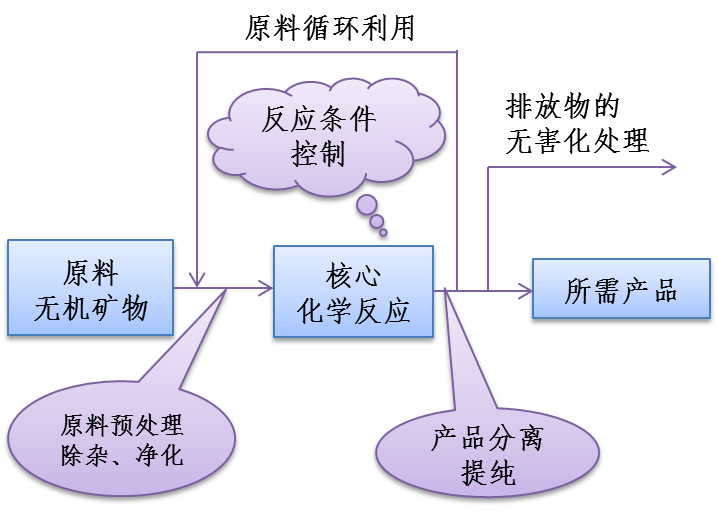 原料循环利用
反应条件
控制
排放物的
无害化处理
原料
无机矿物
核心
化学反应
所需产品
原料预处理
除杂、净化
产品分离
提纯